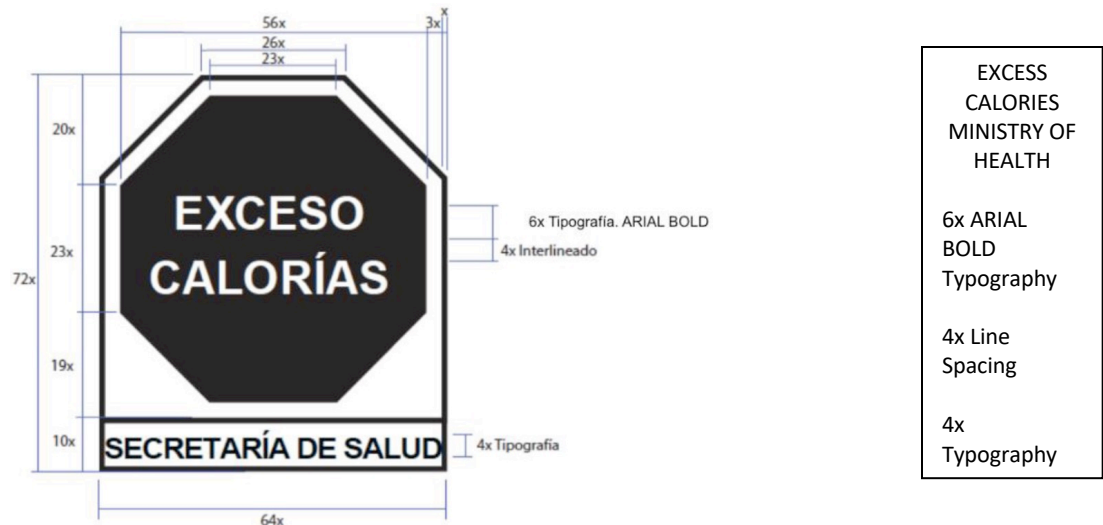 x
56x
3x
26x
23x
20x
23x
72x
19x
10x
64x
EXCESO
CALORÍAS
SECRETARÍA DE SALUD
6x Tipografía. ARIAL BOLD
4x Interlineado
4x Tipografía
EXCESS
CALORIES
MINISTRY OF
HEALTH
6x ARIAL
BOLD
Typography
4x Line
Spacing
4x
Typography